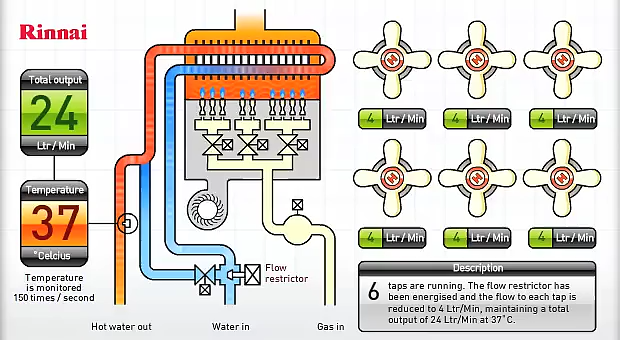 Rinnai
Total output
24
Ltr / Min
Temperature
37
°Celcius
Temperature
is monitored
150 times / second
Flow
restrictor
Hot water out
Water in
Gas in
H
H
H
4 Ltr / Min
4 Ltr / Min
4 Ltr / Min
H
H
H
4 Ltr / Min
4 Ltr / Min
4 Ltr / Min
Description
6 taps are running. The flow restrictor has
been energised and the flow to each tap is
reduced to 4 Ltr/Min, maintaining a total
output of 24 Ltr/Min at 37°C.